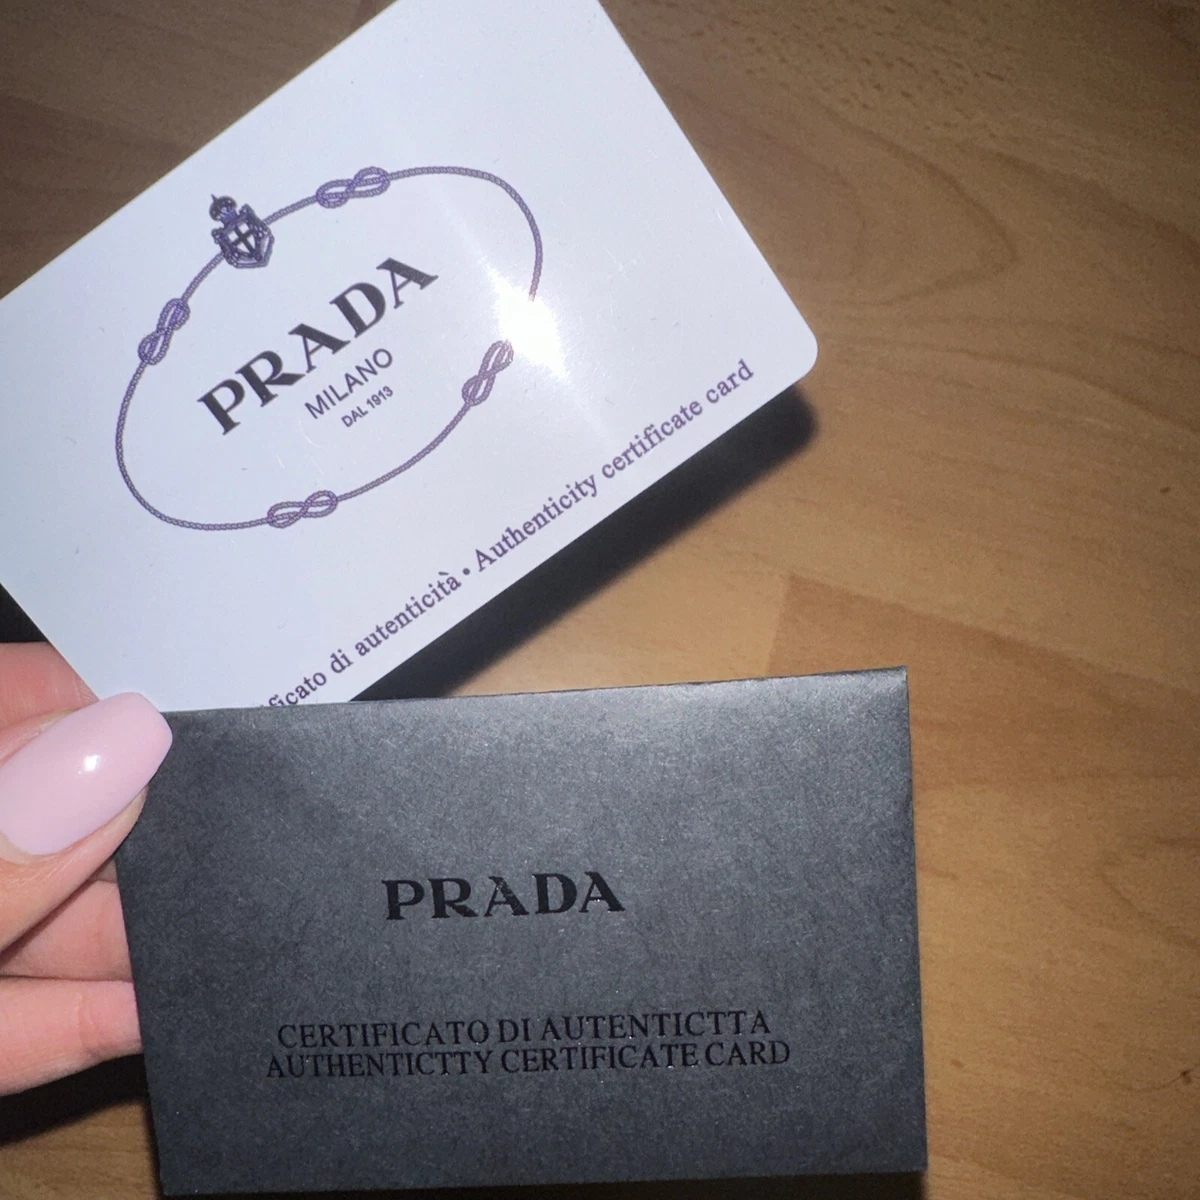 PRADA
MILANO
DAL 1913
ficato di autenticità • Authenticity certificate card
PRADA
CERTIFICATO DI AUTENTICTTA
AUTHENTICTTY CERTIFICATE CARD